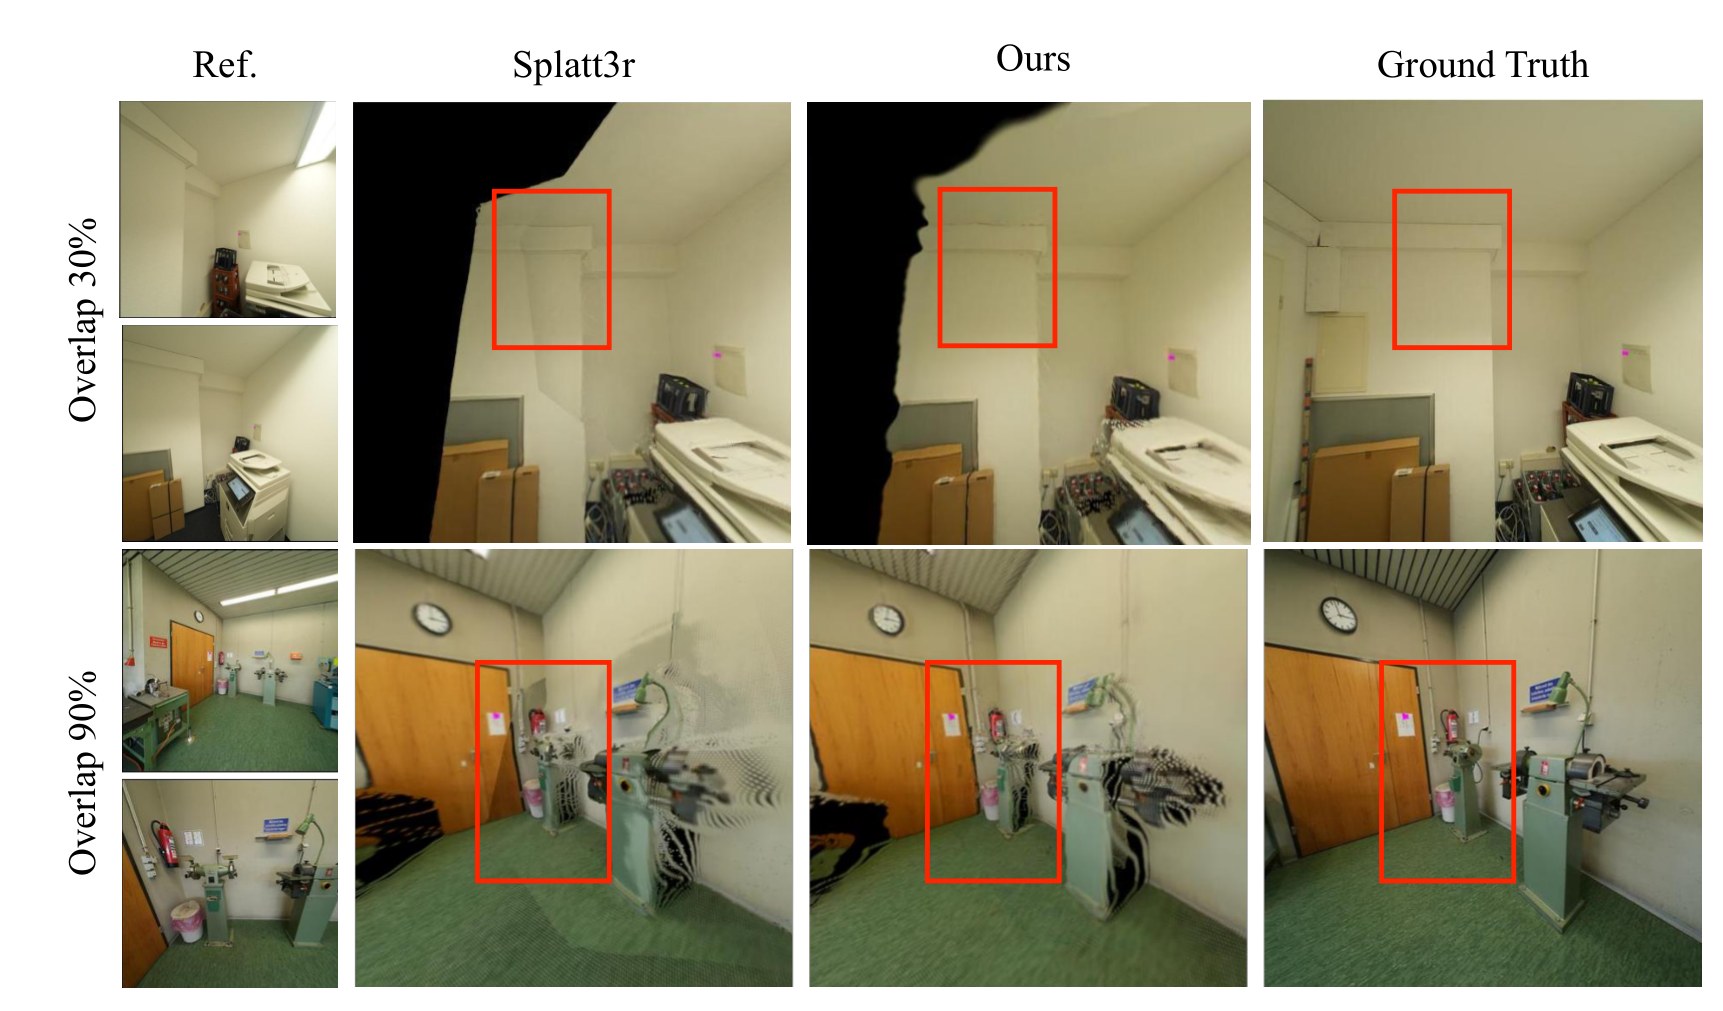 Ref.
Splatt3r
Ours
Ground Truth
Overlap 30%
Overlap 90%